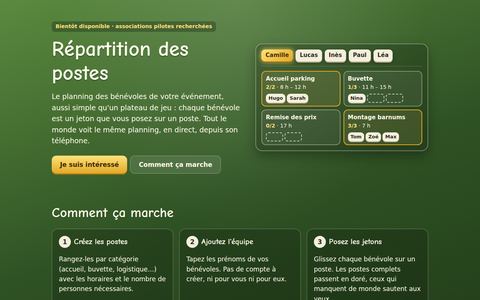 Bientôt disponible · associations pilotes recherchées
Répartition des
postes
Le planning des bénévoles de votre événement,
aussi simple qu'un plateau de jeu : chaque bénévole
est un jeton que vous posez sur un poste. Tout le
monde voit le même planning, en direct, depuis son
téléphone.
Je suis intéressé
Comment ça marche
Camille
Lucas
Inès
Paul
Léa
Accueil parking
2/2 · 8 h – 12 h
Hugo
Sarah
Buvette
1/3 · 11 h – 15 h
Nina
Remise des prix
0/2 · 17 h
Montage barnums
3/3 · 7 h
Tom
Zoé
Max
Comment ça marche
1 Créez les postes
Rangez-les par catégorie
(accueil, buvette, logistique...)
avec les horaires et le nombre de
personnes nécessaires.
2 Ajoutez l'équipe
Tapez les prénoms de vos
bénévoles. Pas de compte à
créer, ni pour vous ni pour eux.
3 Posez les jetons
Glissez chaque bénévole sur un
poste. Les postes complets
passent en doré, ceux qui
manquent de monde sautent aux
yeux.